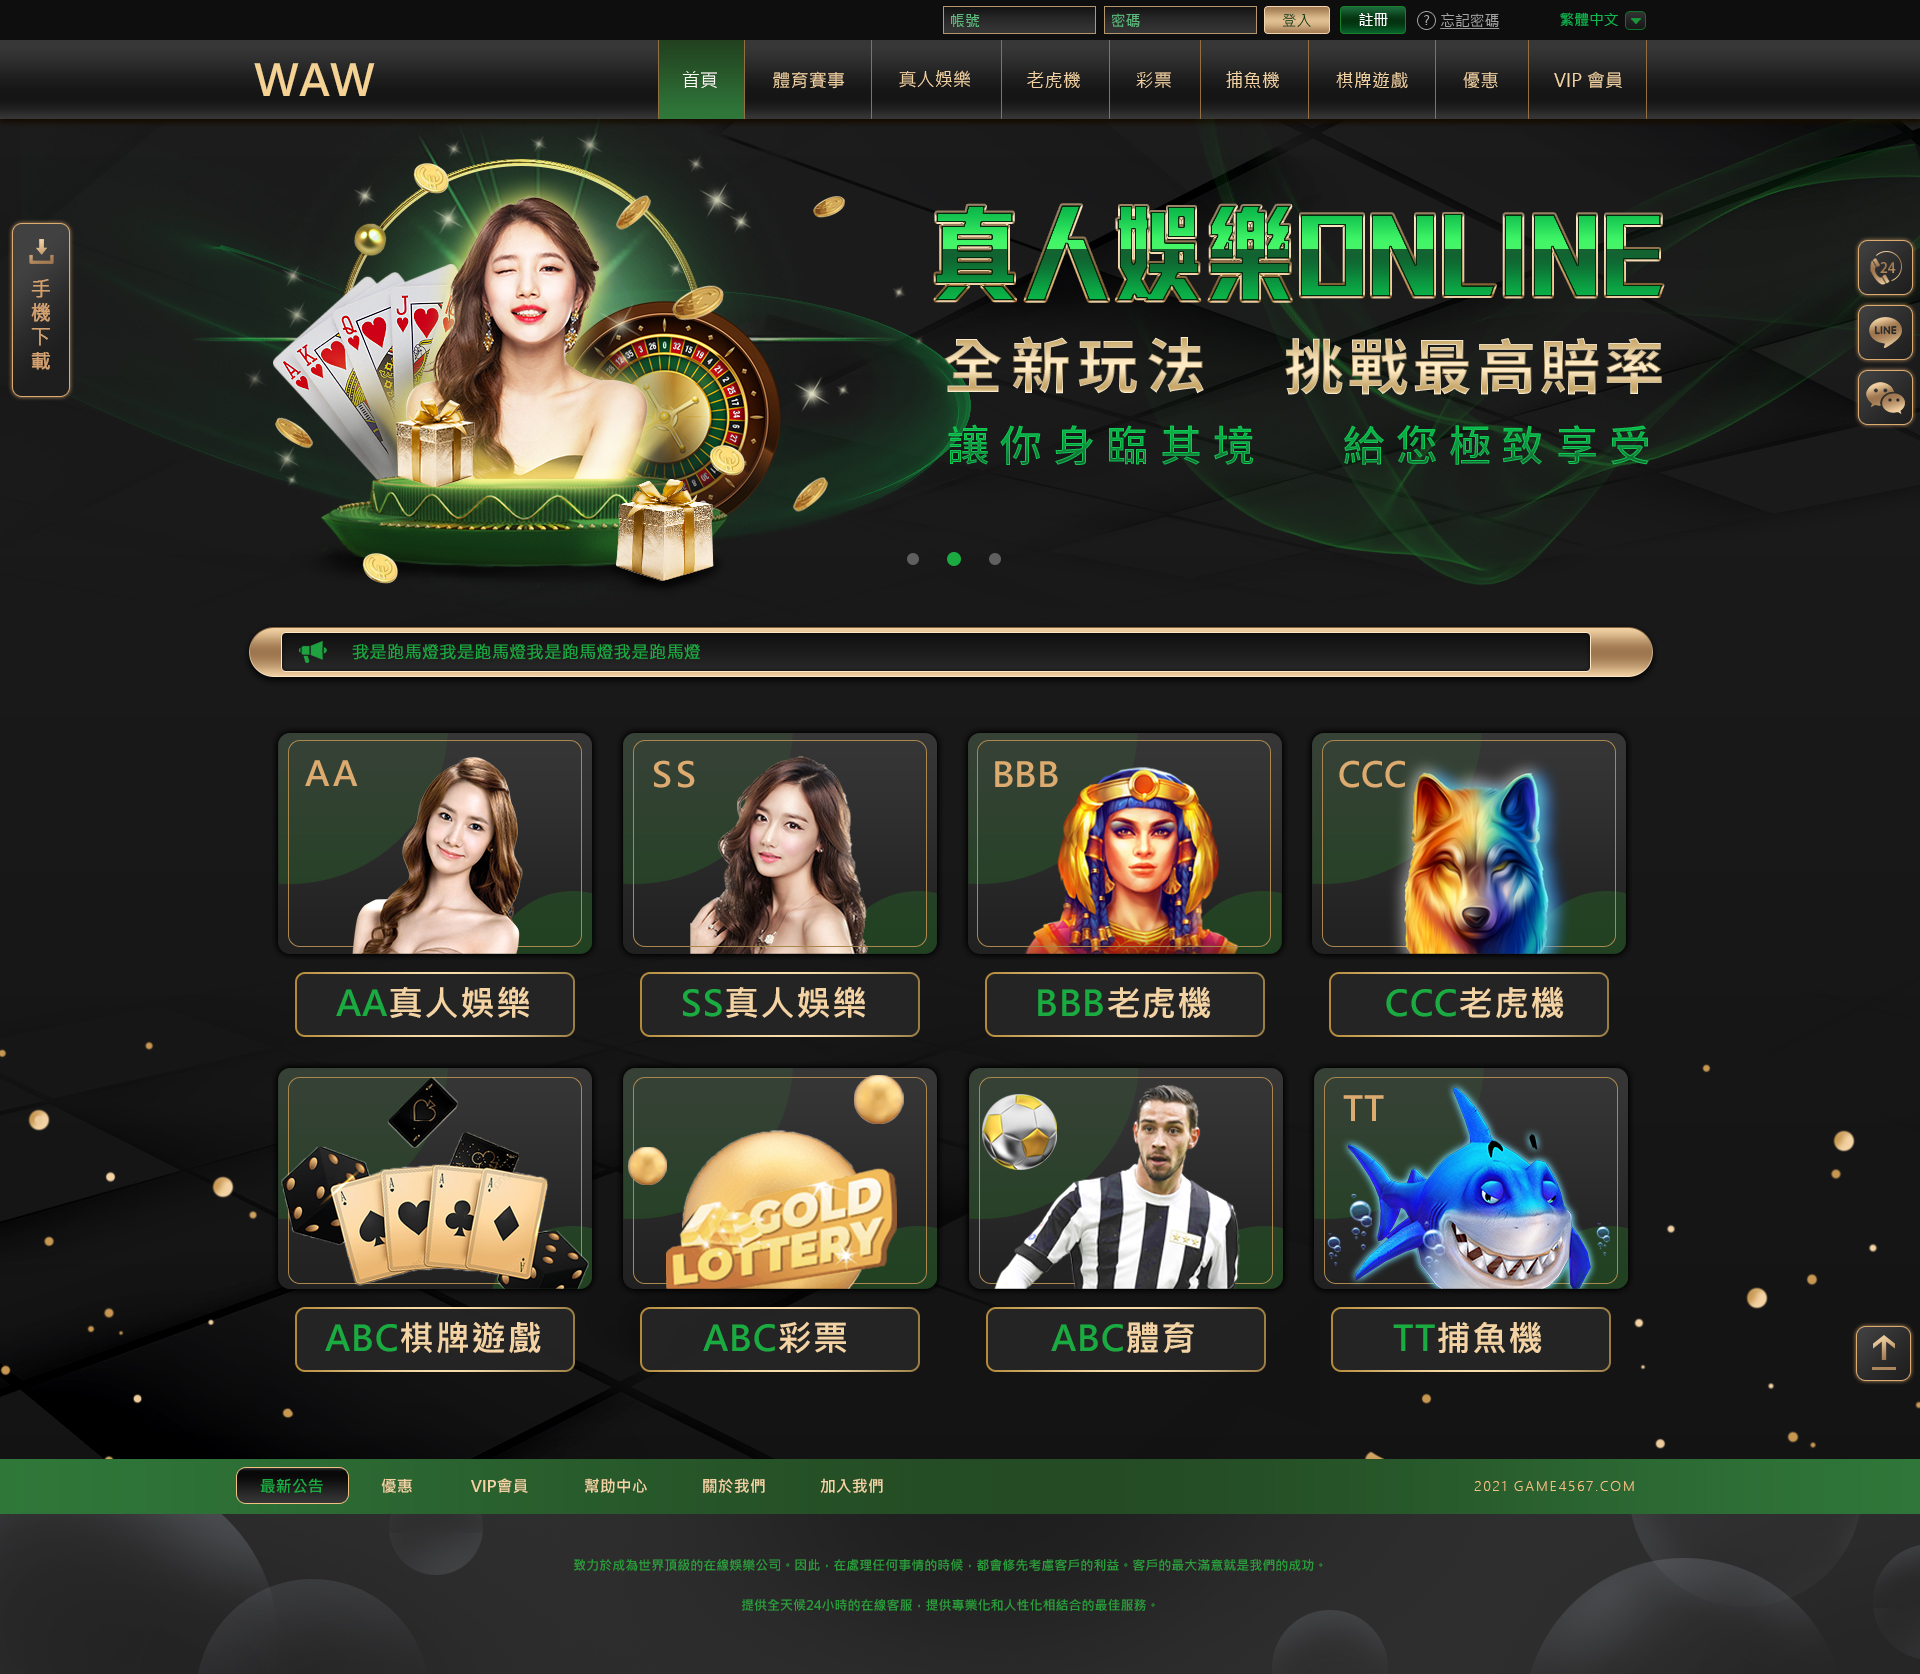 帳號 密碼 登入 註冊 ? 忘記密碼 繁體中文
WAW 首頁 體育賽事 真人娛樂 老虎機 彩票 捕魚機 棋牌遊戲 優惠 VIP 會員
手機下載
真人娛樂ONLINE
全新玩法 挑戰最高賠率
讓你身臨其境 給您極致享受
24
LINE
我是跑馬燈我是跑馬燈我是跑馬燈我是跑馬燈
AA SS BBB CCC
AA真人娛樂 SS真人娛樂 BBB老虎機 CCC老虎機
TT
GOLD
LOTTERY
ABC棋牌遊戲 ABC彩票 ABC體育 TT捕魚機
最新公告 優惠 VIP會員 幫助中心 關於我們 加入我們 2021 GAME4567.COM
致力於成為世界頂級的在線娛樂公司。因此，在處理任何事情的時候，都會修先考慮客戶的利益。客戶的最大滿意就是我們的成功。
提供全天候24小時的在線客服，提供專業化和人性化相結合的最佳服務。